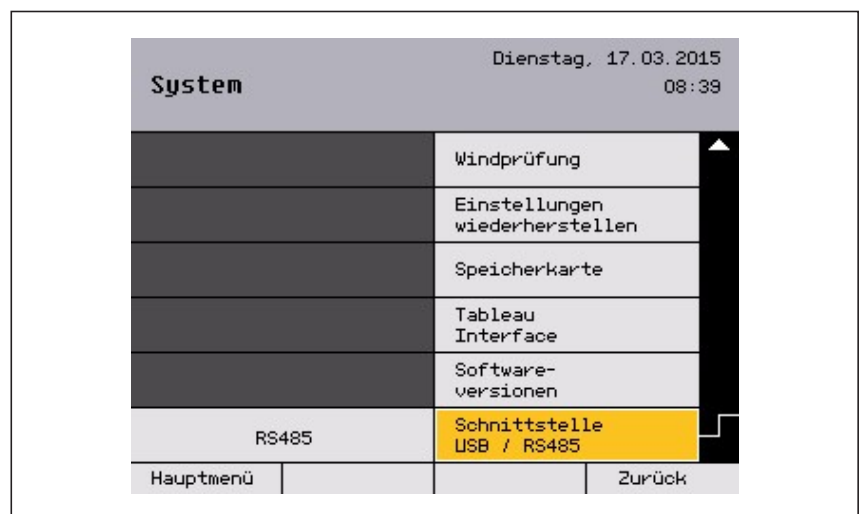 Dienstag, 17.03.2015
System
08:39
Windprüfung
Einstellungen
wiederherstellen
Speicherkarte
Tableau
Interface
Software-
versionen
RS485
Schnittstelle
USB / RS485
Hauptmenü
Zurück